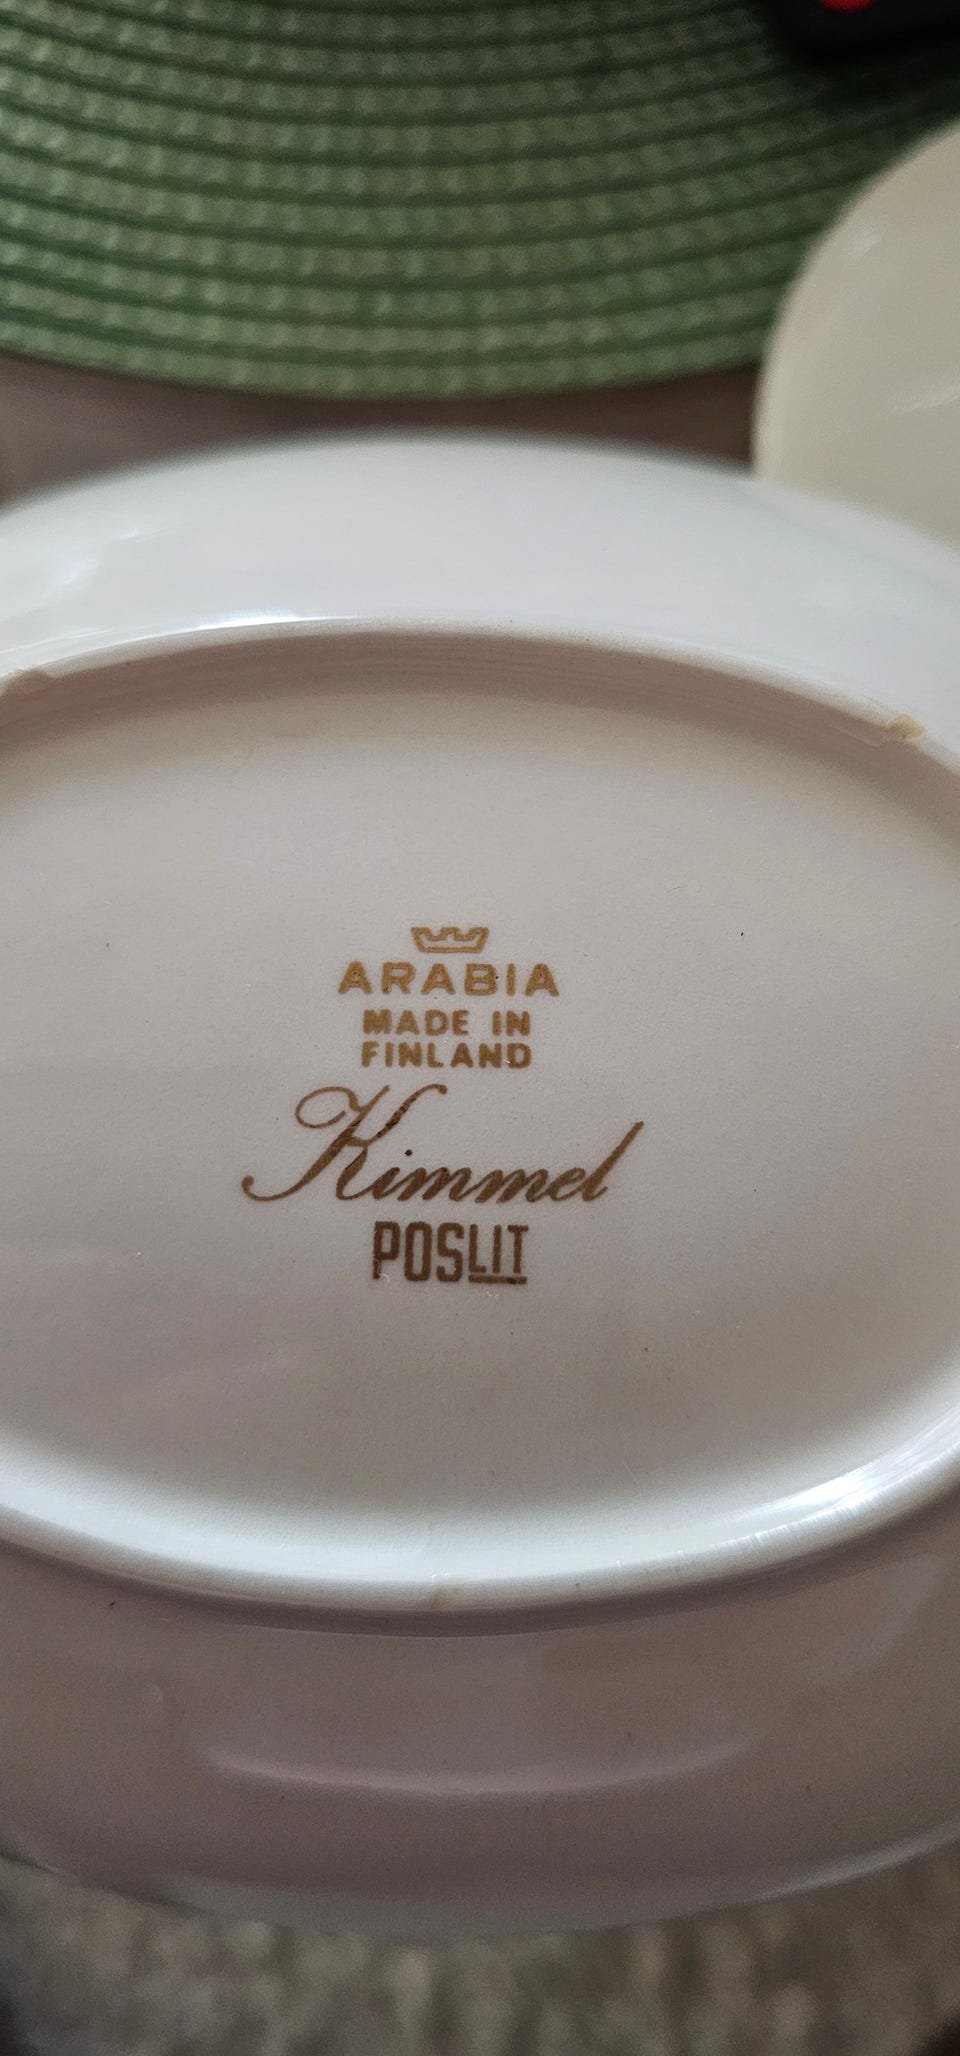 ARABIA
MADE IN
FINLAND
Kimmel
POSLIT